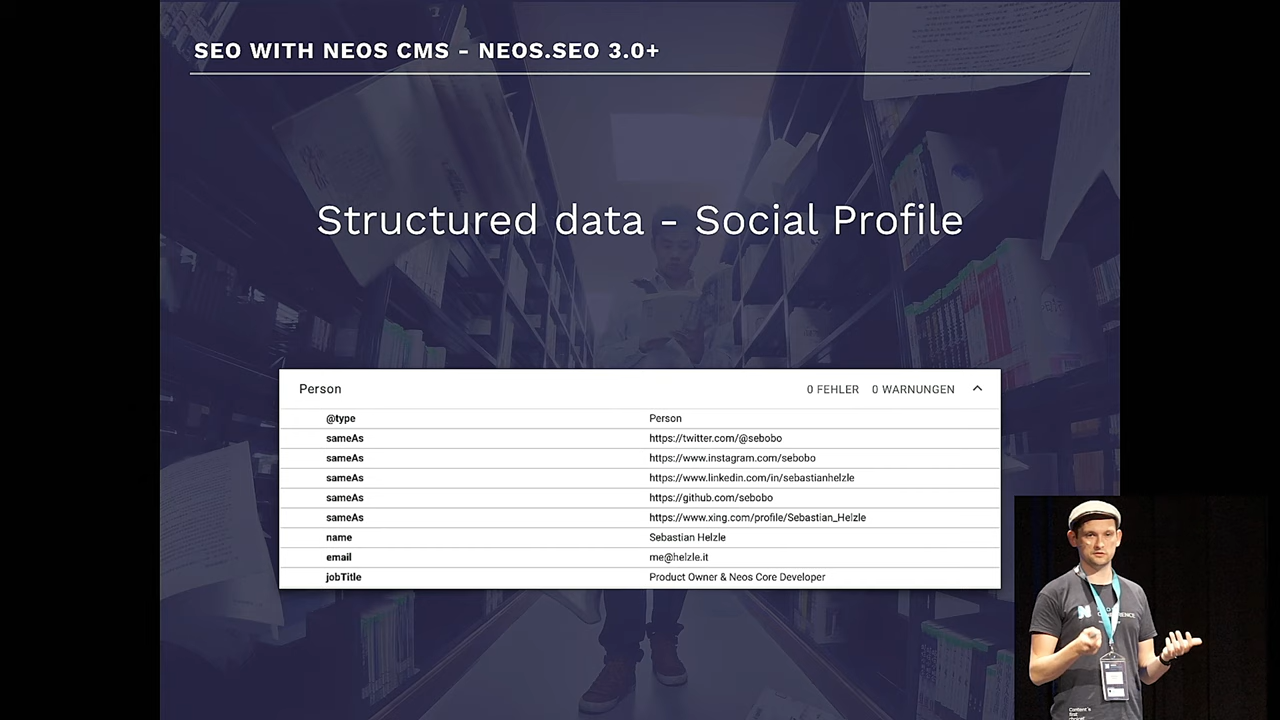 SEO WITH NEOS CMS - NEOS.SEO 3.0+
Structured data - Social Profile
Person 0 FEHLER 0 WARNUNGEN
@type Person
sameAs https://twitter.com/@sebobo
sameAs https://www.instagram.com/sebobo
sameAs https://www.linkedin.com/in/sebastianhelzle
sameAs https://github.com/sebobo
sameAs https://www.xing.com/profile/Sebastian_Helzle
name Sebastian Helzle
email me@helzle.it
jobTitle Product Owner & Neos Core Developer
Content's
first
choice!